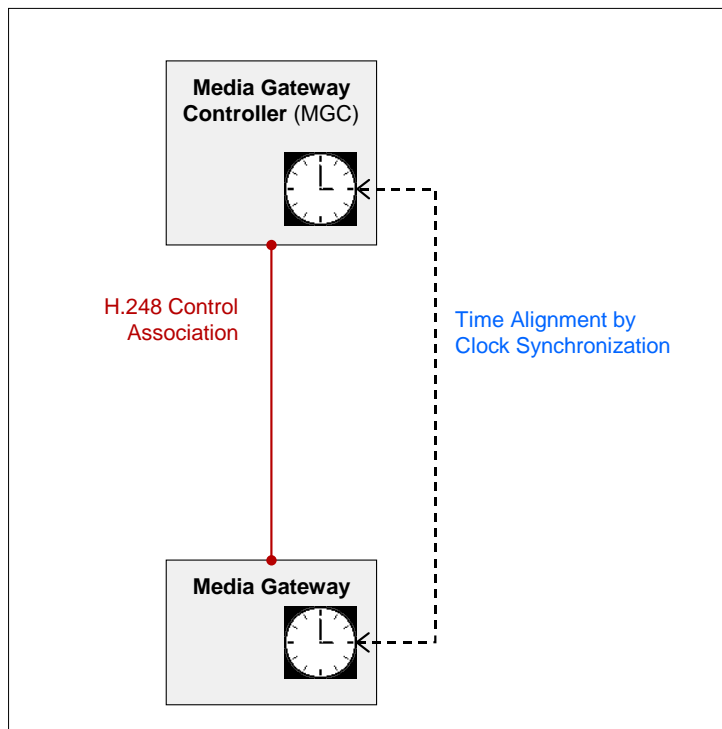 Media Gateway
Controller (MGC)
H.248 Control
Association
Time Alignment by
Clock Synchronization
Media Gateway